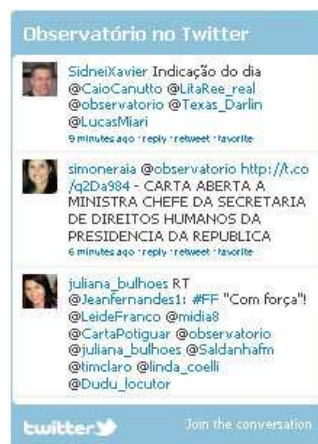 Observatório no Twitter
SidneiXavier Indicação do dia
@CaioCanutto @LitaRee_real
@observatorio @Texas_Darlin
@LucasMiari
9 minutes ago · reply · retweet · favorite
simoneraia @observatorio http://t.co
/q2Da984 - CARTA ABERTA A
MINISTRA CHEFE DA SECRETARIA
DE DIREITOS HUMANOS DA
PRESIDENCIA DA REPUBLICA
6 minutes ago · reply · retweet · favorite
juliana_bulhoes RT
@Jeanfernandes1: #FF "Com força"!
@LeideFranco @midia8
@CartaPotiguar @observatorio
@juliana_bulhoes @Saldanhafm
@timclaro @linda_coelli
@Dudu_locutor
twitter
Join the conversation